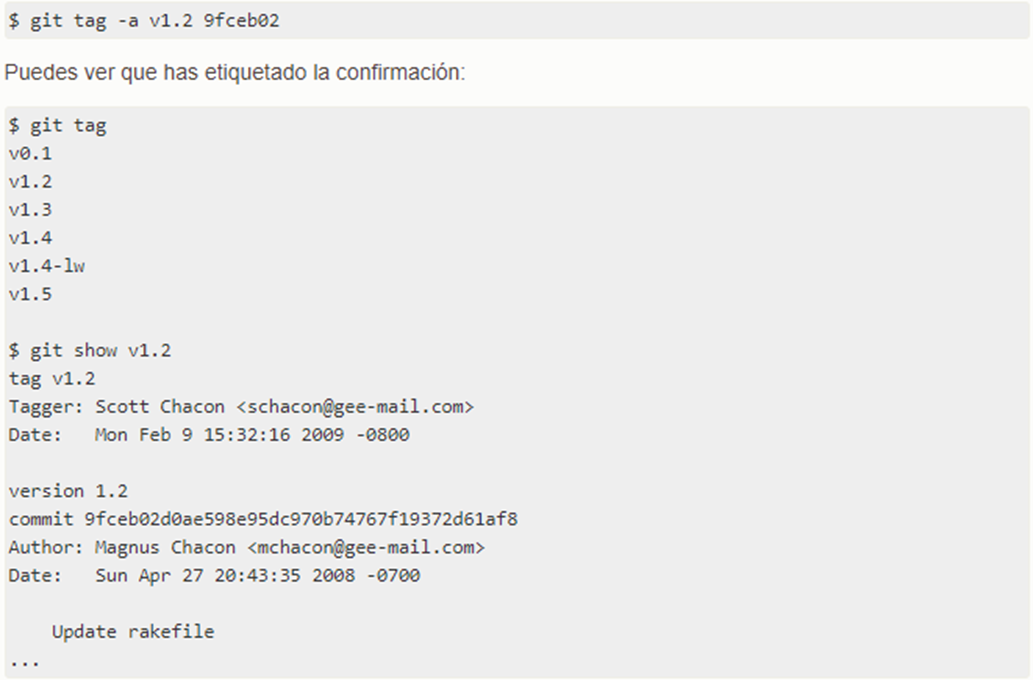 $ git tag -a v1.2 9fceb02
Puedes ver que has etiquetado la confirmación:
$ git tag
v0.1
v1.2
v1.3
v1.4
v1.4-lw
v1.5
$ git show v1.2
tag v1.2
Tagger: Scott Chacon <schacon@gee-mail.com>
Date:   Mon Feb 9 15:32:16 2009 -0800
version 1.2
commit 9fceb02d0ae598e95dc970b74767f19372d61af8
Author: Magnus Chacon <mchacon@gee-mail.com>
Date:   Sun Apr 27 20:43:35 2008 -0700
    Update rakefile
...